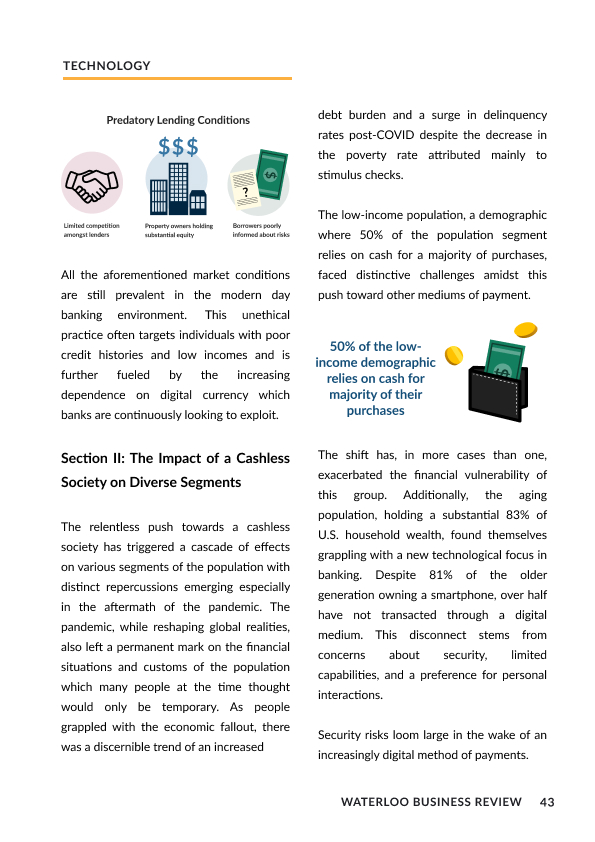 TECHNOLOGY
Predatory Lending Conditions
$$$
?
$
Limited competition
amongst lenders
Property owners holding
substantial equity
Borrowers poorly
informed about risks
All the aforementioned market conditions
are still prevalent in the modern day
banking environment. This unethical
practice often targets individuals with poor
credit histories and low incomes and is
further fueled by the increasing
dependence on digital currency which
banks are continuously looking to exploit.
Section II: The Impact of a Cashless
Society on Diverse Segments
The relentless push towards a cashless
society has triggered a cascade of effects
on various segments of the population with
distinct repercussions emerging especially
in the aftermath of the pandemic. The
pandemic, while reshaping global realities,
also left a permanent mark on the financial
situations and customs of the population
which many people at the time thought
would only be temporary. As people
grappled with the economic fallout, there
was a discernible trend of an increased
debt burden and a surge in delinquency
rates post-COVID despite the decrease in
the poverty rate attributed mainly to
stimulus checks.
The low-income population, a demographic
where 50% of the population segment
relies on cash for a majority of purchases,
faced distinctive challenges amidst this
push toward other mediums of payment.
50% of the low-
income demographic
relies on cash for
majority of their
purchases
$
The shift has, in more cases than one,
exacerbated the financial vulnerability of
this group. Additionally, the aging
population, holding a substantial 83% of
U.S. household wealth, found themselves
grappling with a new technological focus in
banking. Despite 81% of the older
generation owning a smartphone, over half
have not transacted through a digital
medium. This disconnect stems from
concerns about security, limited
capabilities, and a preference for personal
interactions.
Security risks loom large in the wake of an
increasingly digital method of payments.
WATERLOO BUSINESS REVIEW 43